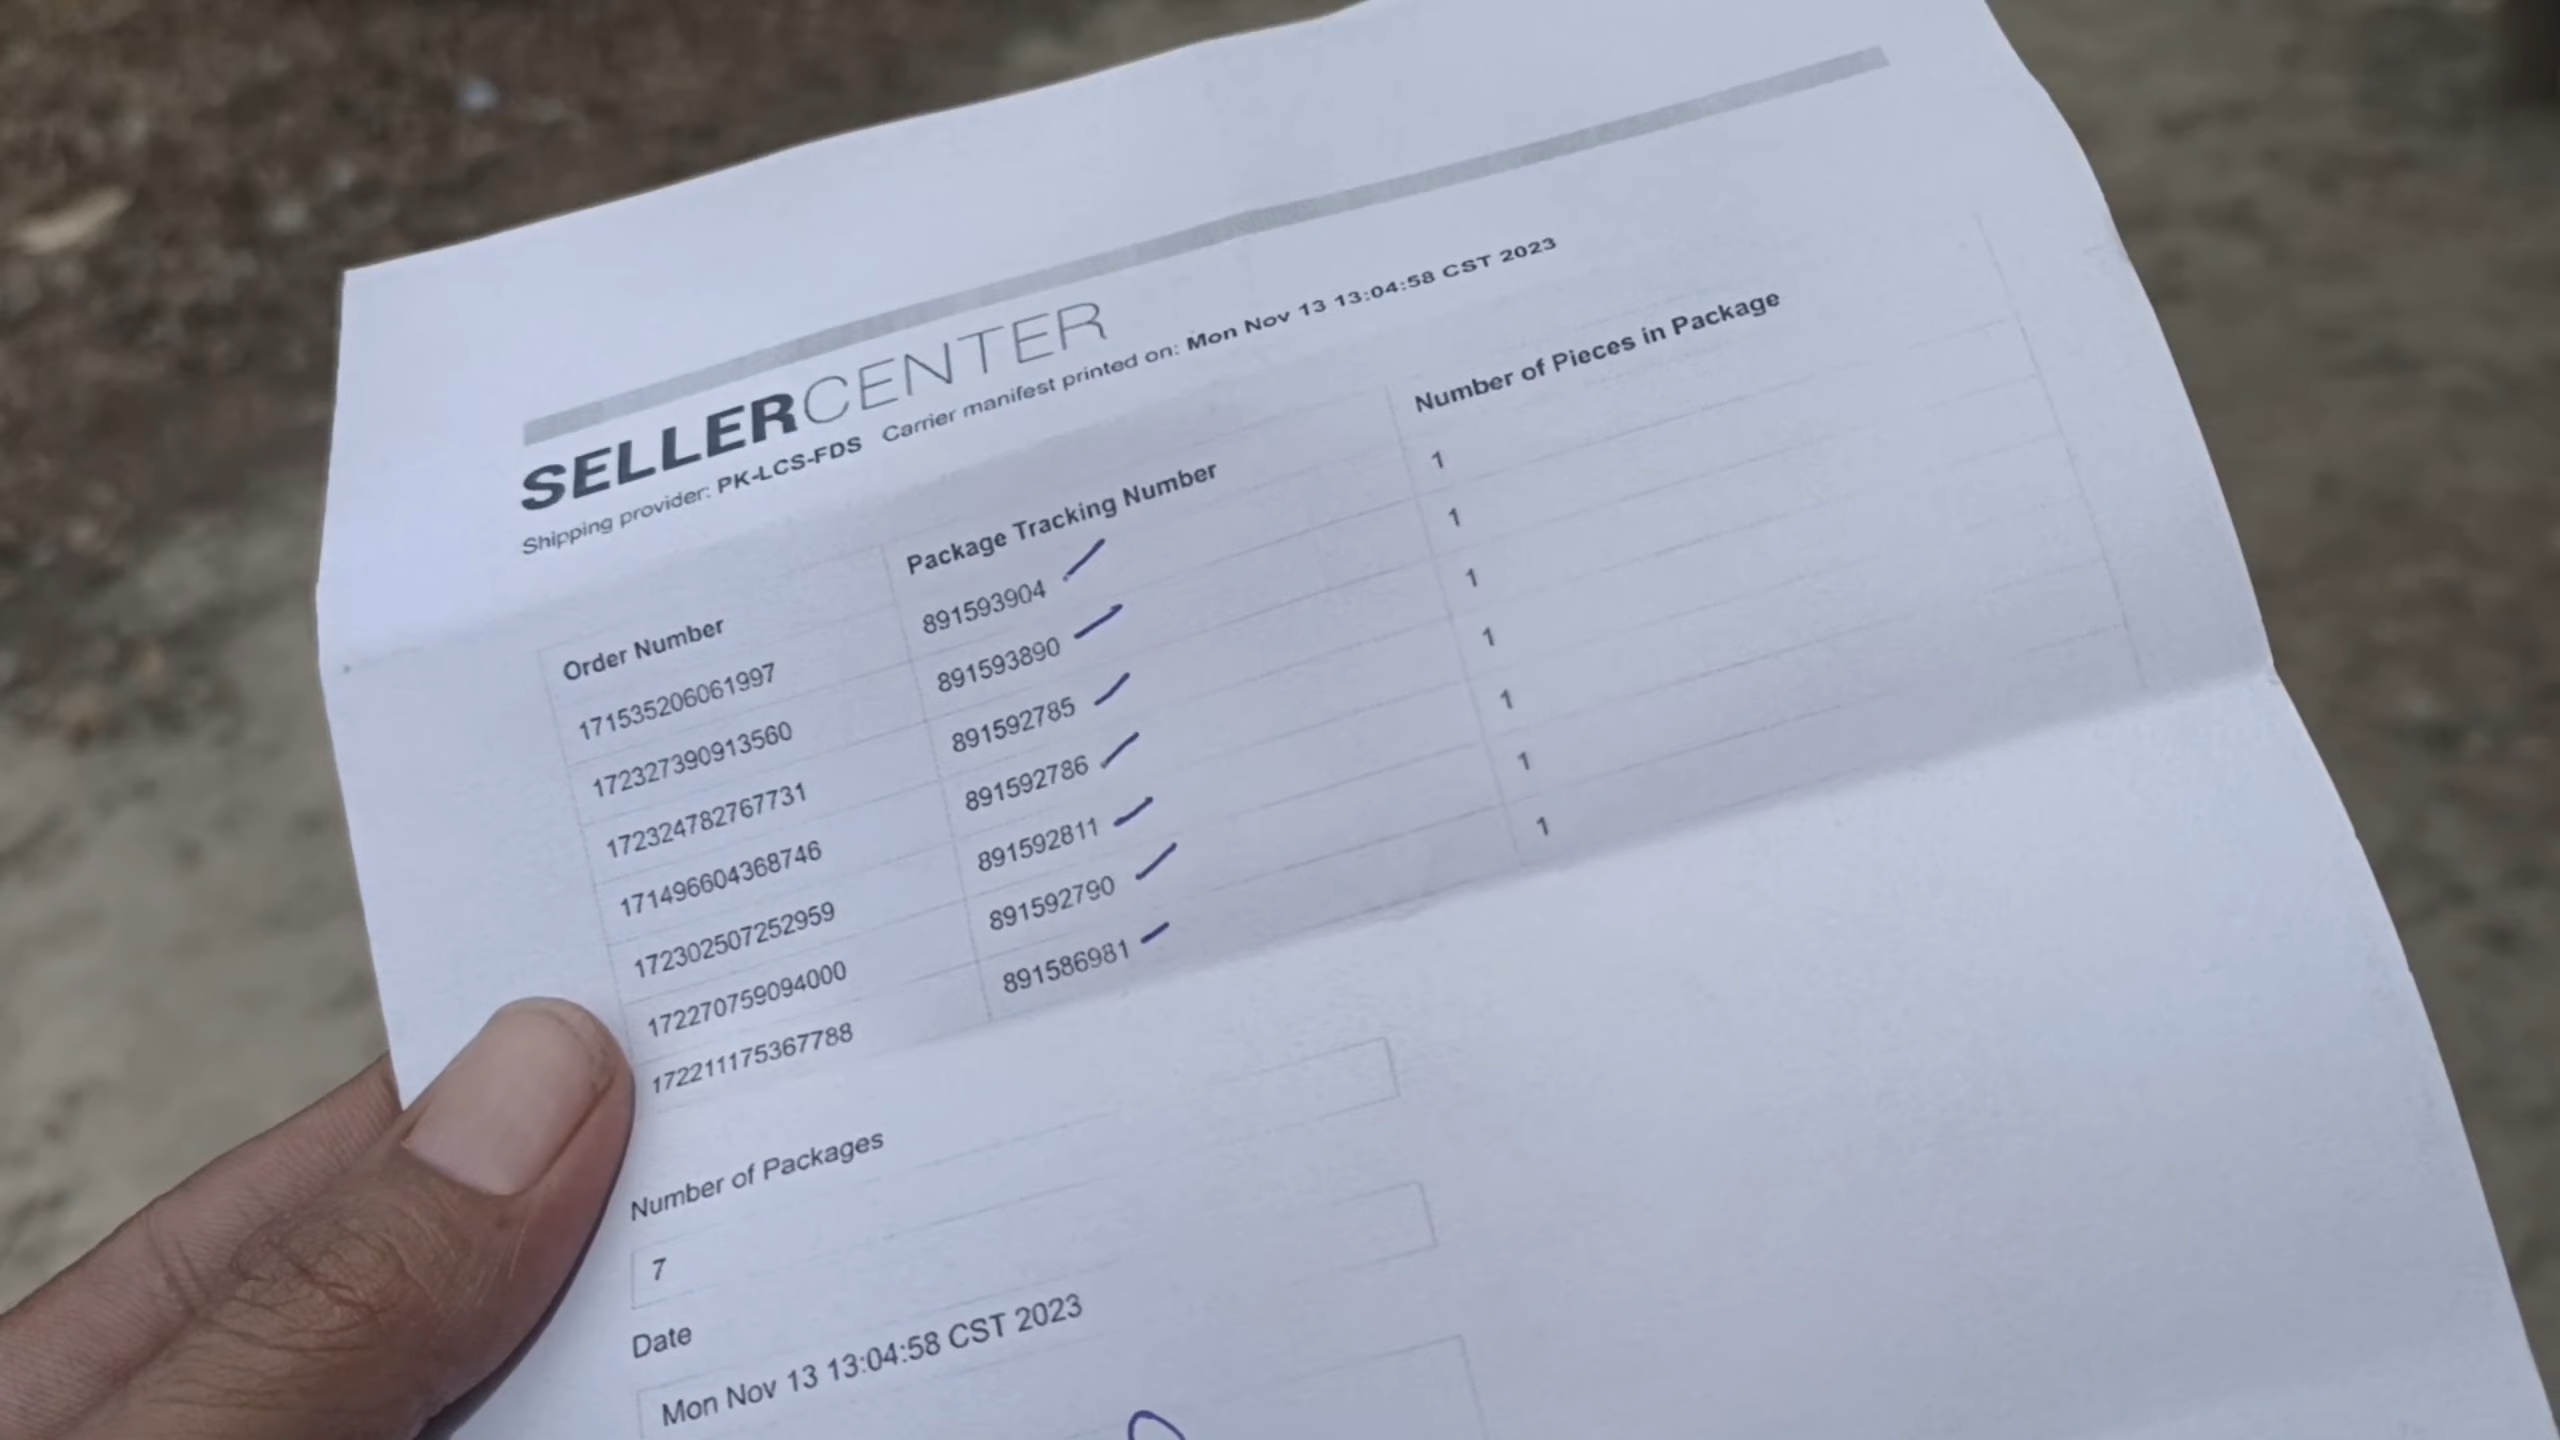 SELLERCENTER
Shipping provider: PK-LCS-FDS Carrier manifest printed on: Mon Nov 13 13:04:58 CST 2023
Order Number Package Tracking Number Number of Pieces in Package
171535206061997 891593904 1
172327390913560 891593890 1
172324782767731 891592785 1
171496604368746 891592786 1
172302507252959 891592811 1
172270759094000 891592790 1
172211175367788 891586981 1
Number of Packages
7
Date
Mon Nov 13 13:04:58 CST 2023